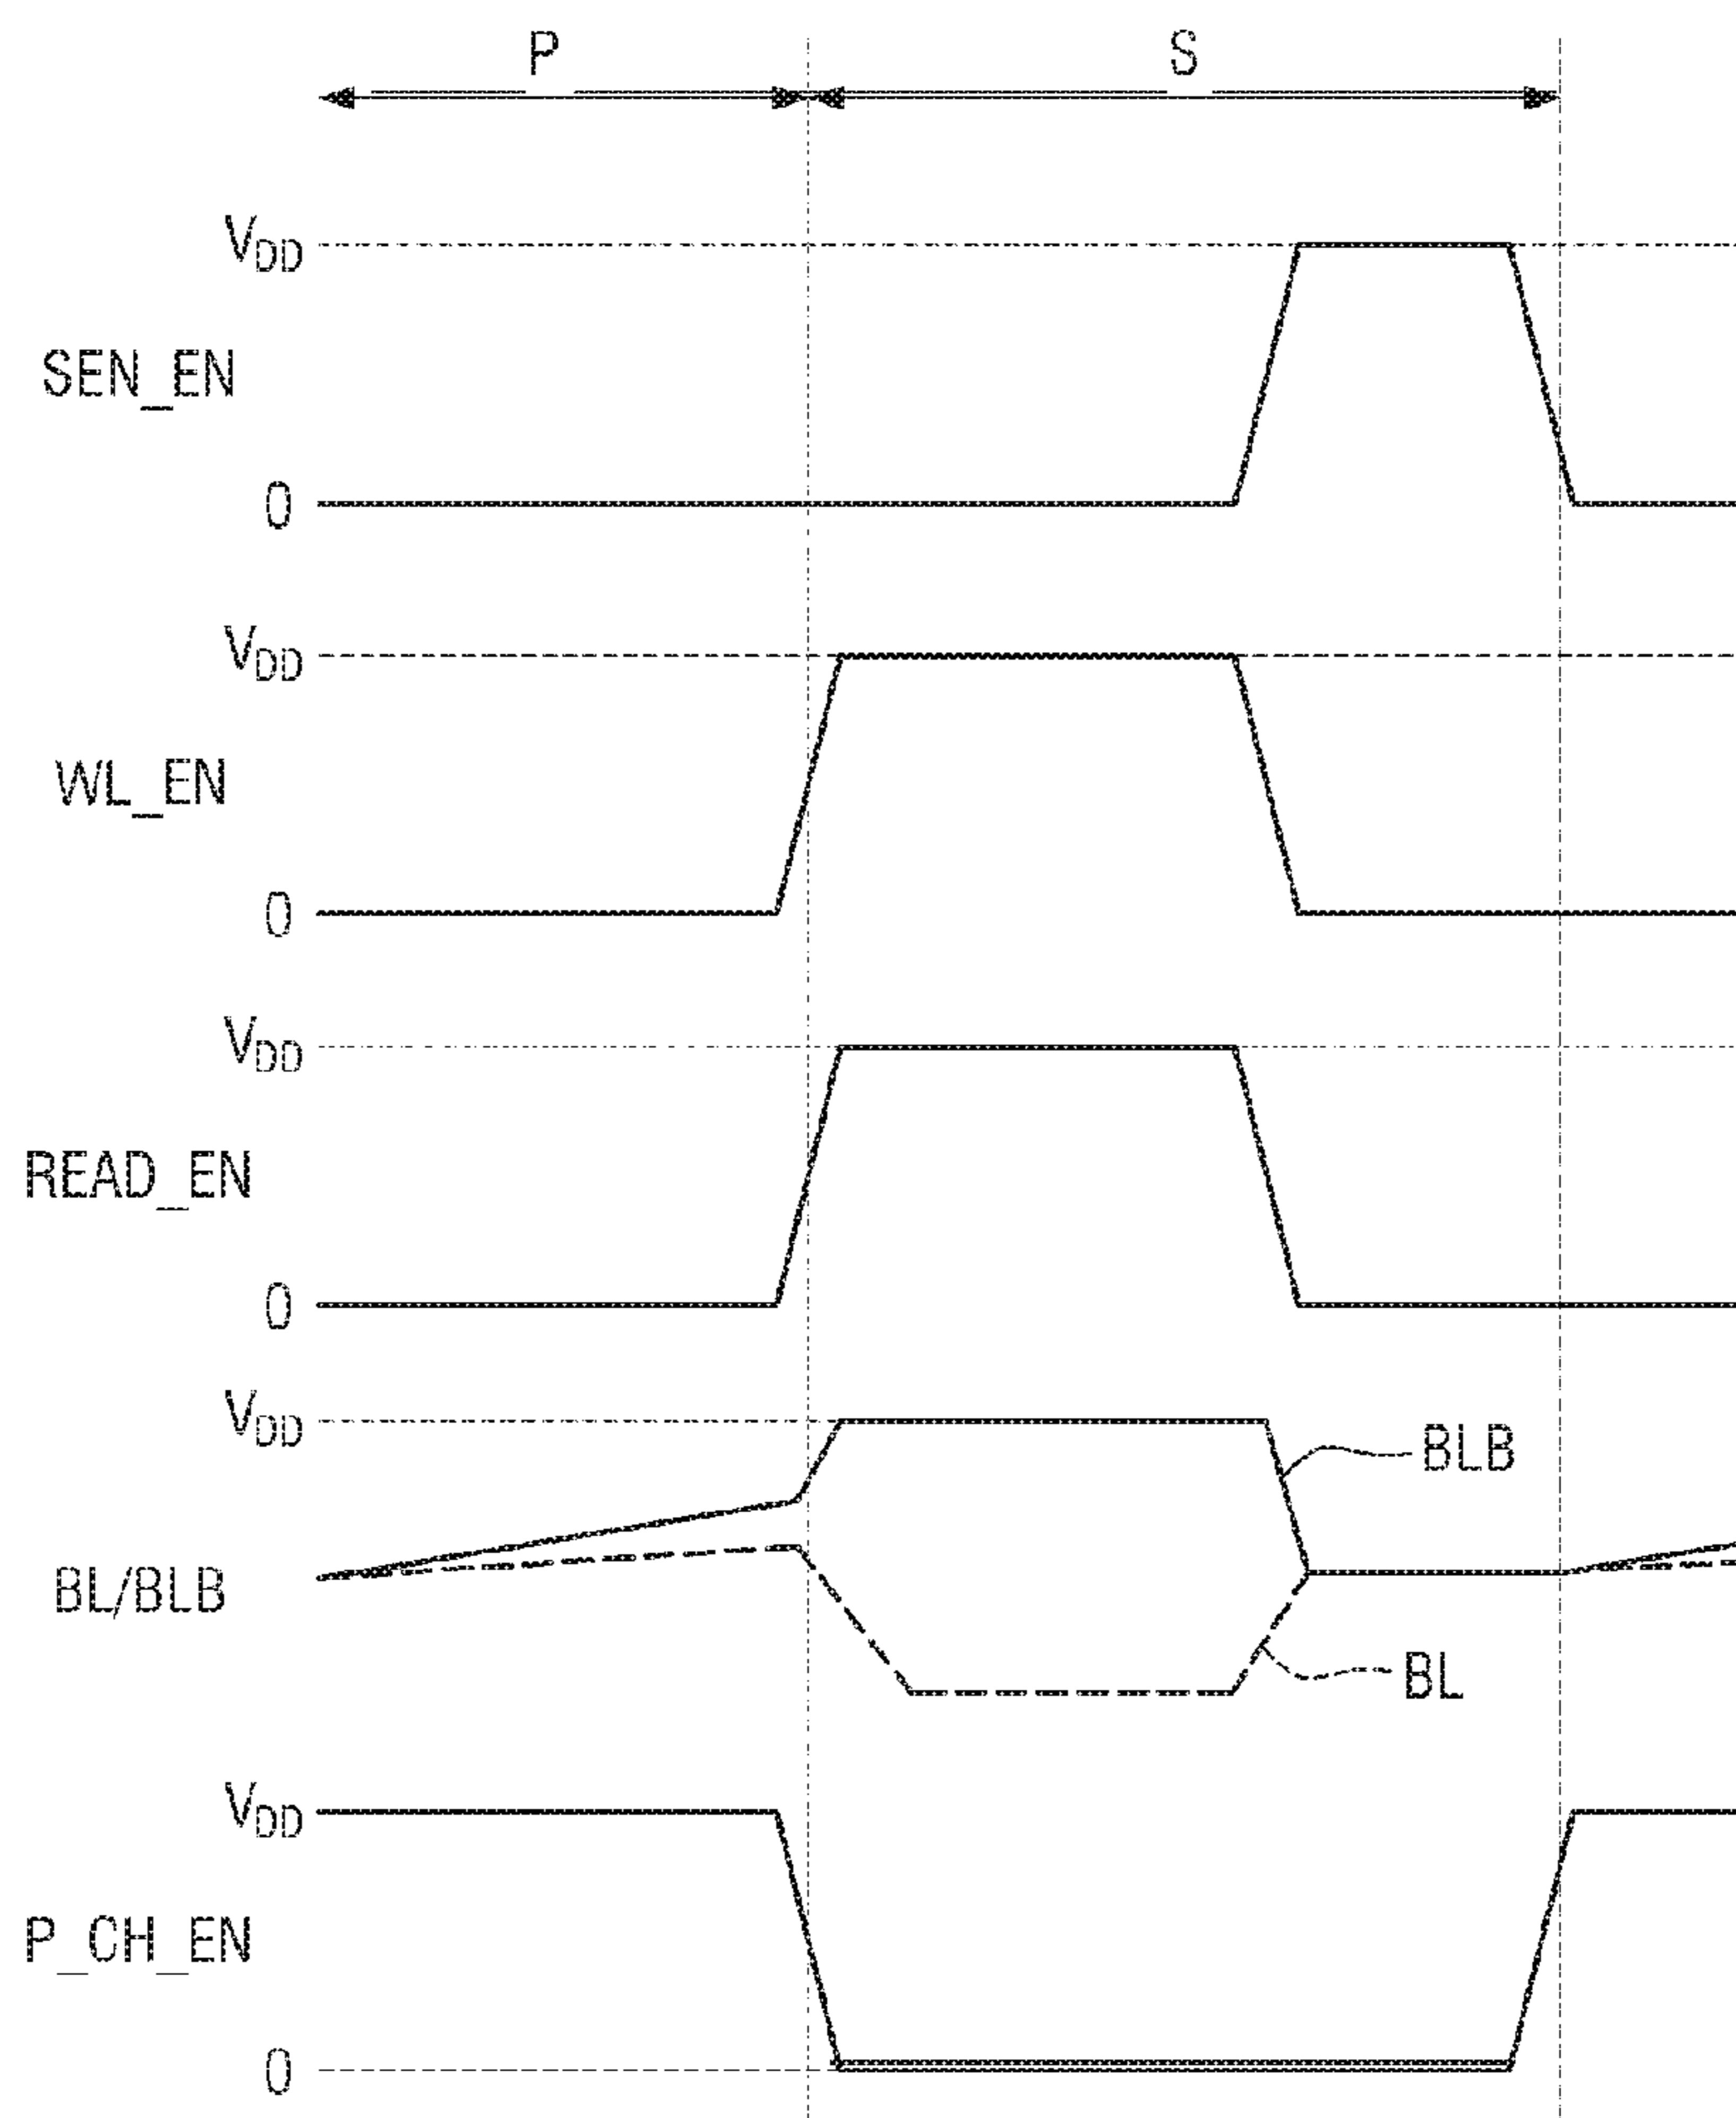 P
S
VDD
SEN_EN
0
VDD
WL_EN
0
VDD
READ_EN
0
VDD
BLB
BL/BLB
BL
VDD
P_CH_EN
0